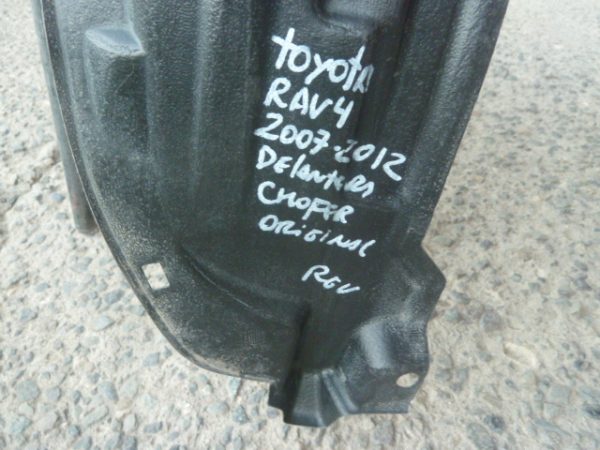 toyota
RAV4
2007-2012
DElANtERA
CHOFER
ORiGiNAL
REV